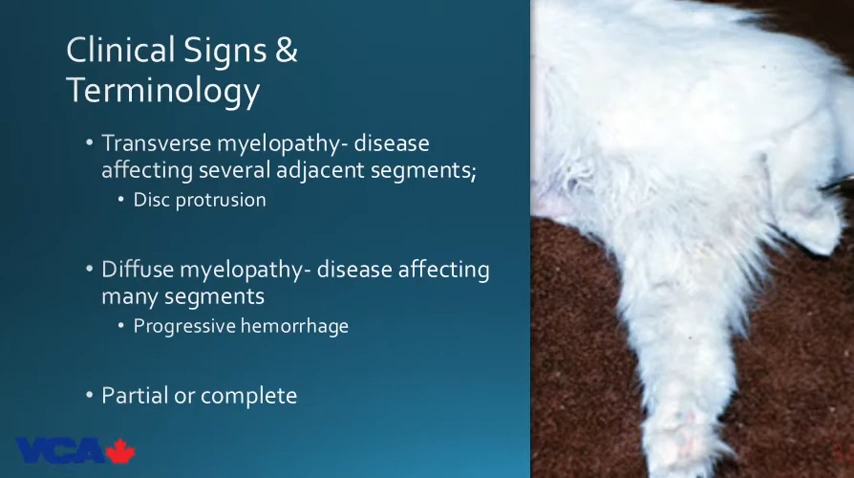 Clinical Signs &
Terminology
• Transverse myelopathy- disease
affecting several adjacent segments;
• Disc protrusion
• Diffuse myelopathy- disease affecting
many segments
• Progressive hemorrhage
• Partial or complete
VCA